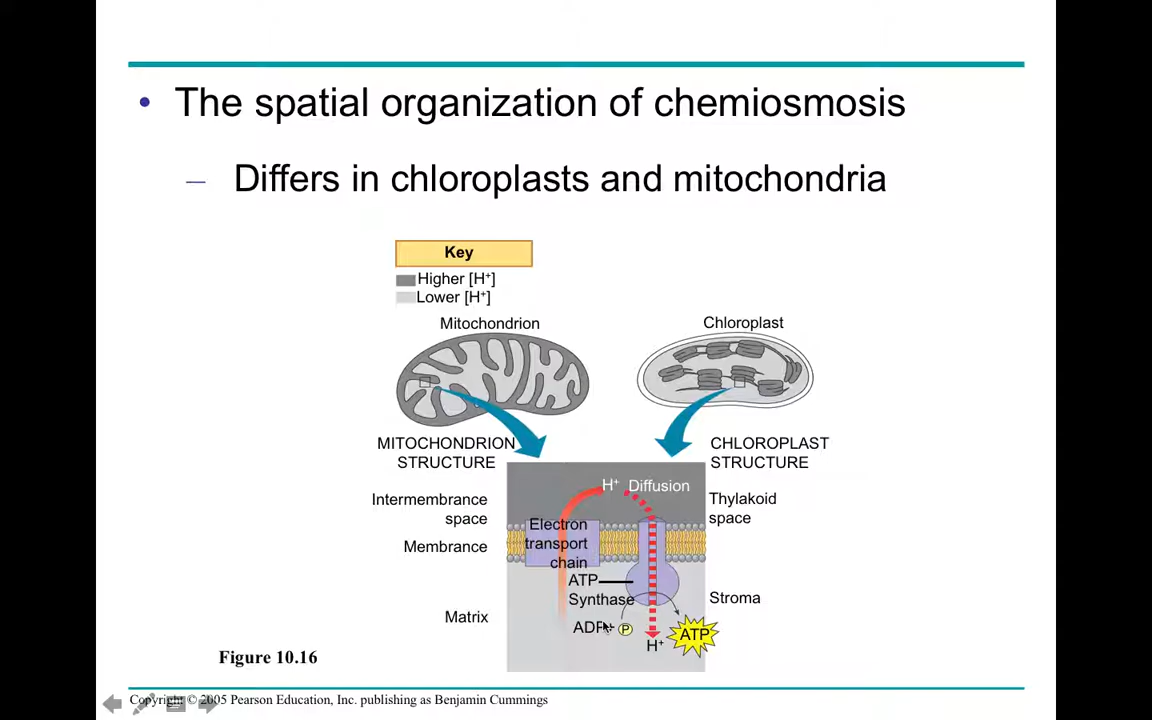 • The spatial organization of chemiosmosis
– Differs in chloroplasts and mitochondria
Key
Higher [H⁺]
Lower [H⁺]
Mitochondrion
Chloroplast
MITOCHONDRION
STRUCTURE
CHLOROPLAST
STRUCTURE
H⁺ Diffusion
Intermembrance
space
Thylakoid
space
Electron
transport
chain
Membrance
ATP
Synthase
Stroma
Matrix
ADP+ P
H⁺
ATP
Figure 10.16
Copyright © 2005 Pearson Education, Inc. publishing as Benjamin Cummings